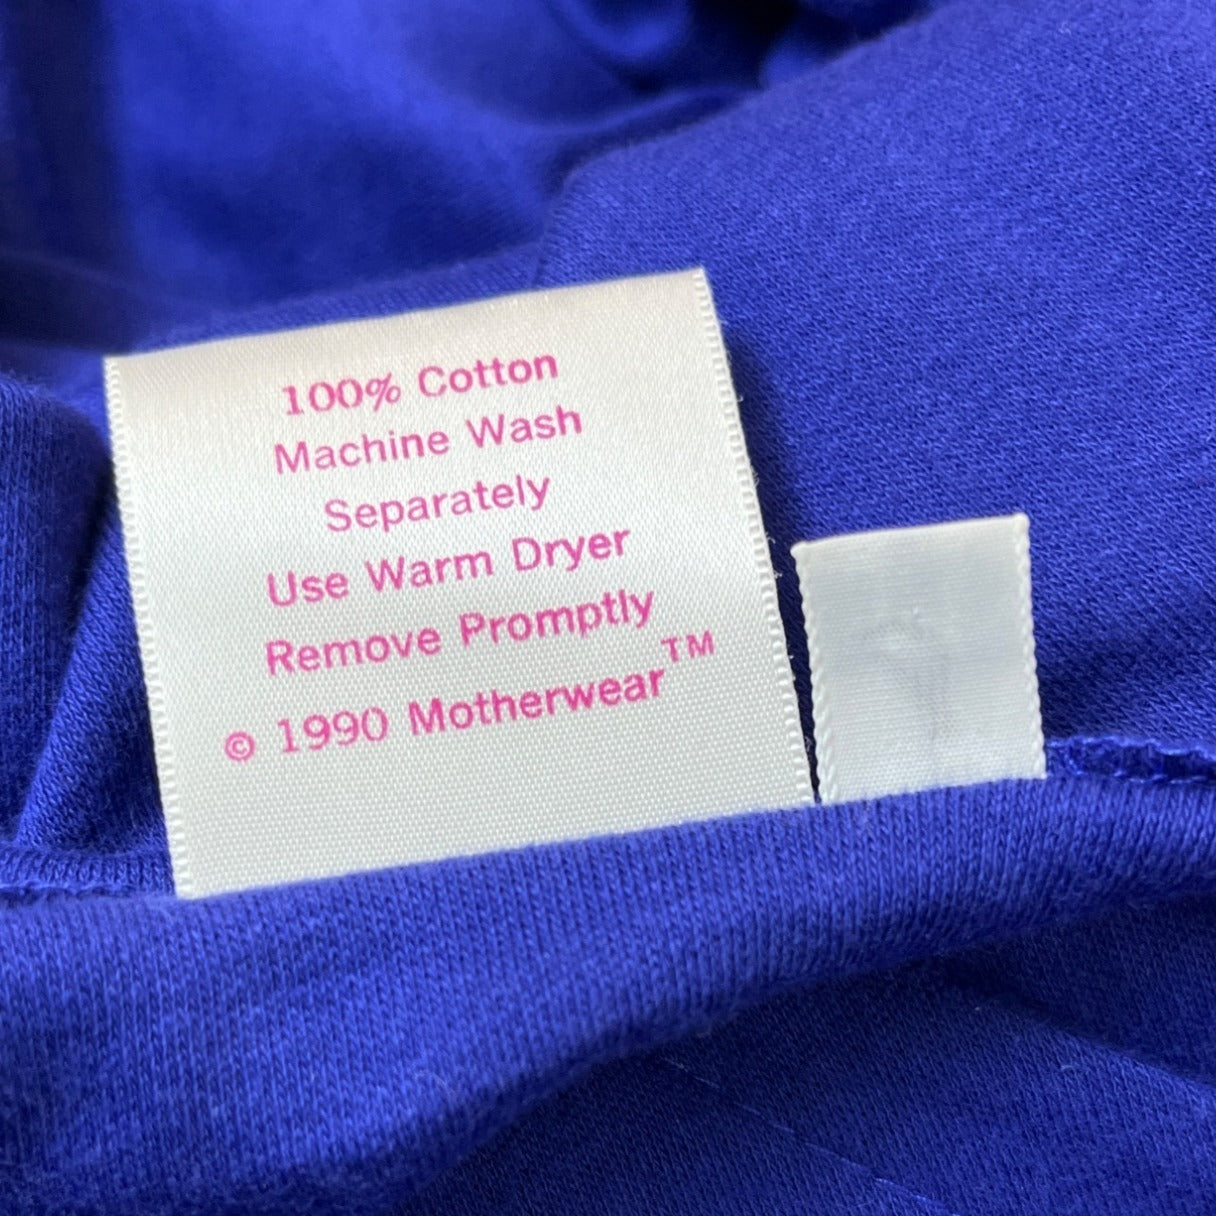 100% Cotton
Machine Wash
Separately
Use Warm Dryer
Remove Promptly
© 1990 Motherwear™